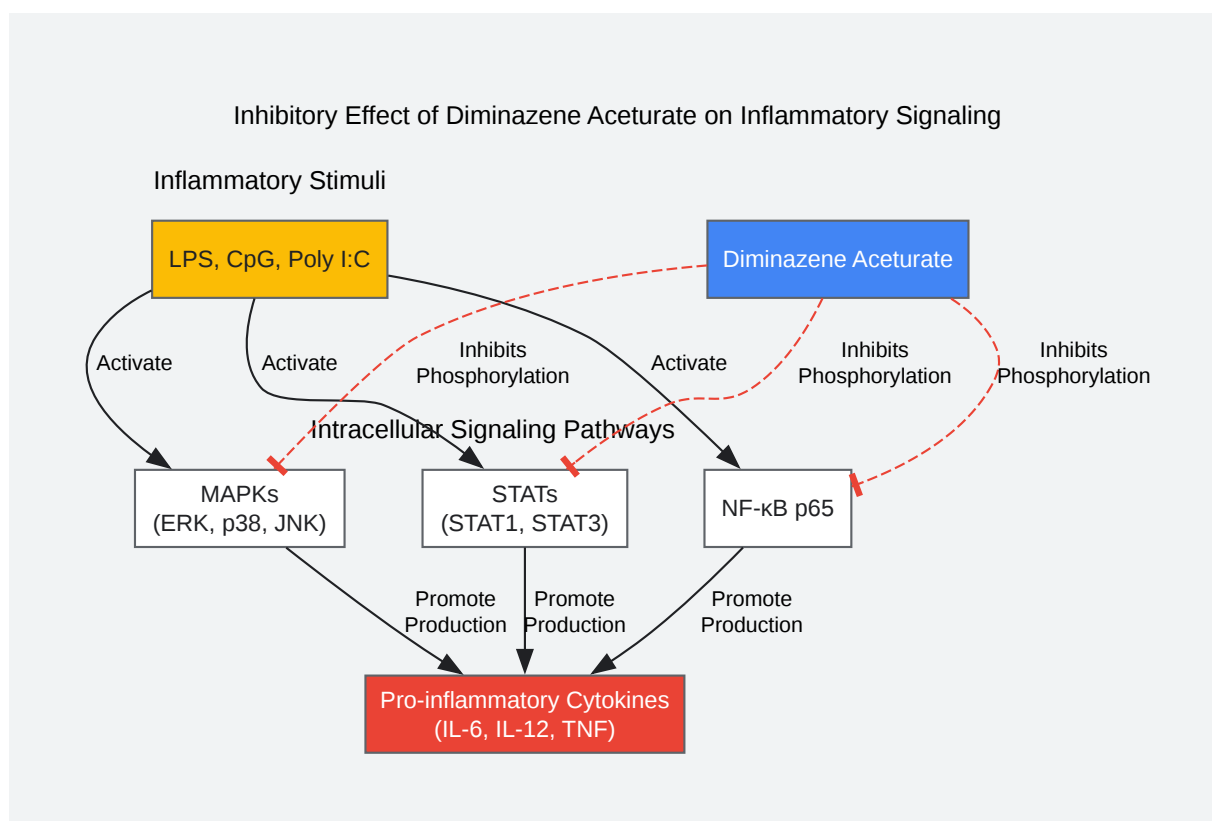 Inhibitory Effect of Diminazene Aceturate on Inflammatory Signaling
Inflammatory Stimuli
LPS, CpG, Poly I:C
Diminazene Aceturate
Activate
Activate
Inhibits
Phosphorylation
Activate
Inhibits
Phosphorylation
Inhibits
Phosphorylation
Intracellular Signaling Pathways
MAPKs
(ERK, p38, JNK)
STATs
(STAT1, STAT3)
NF-κB p65
Promote
Production
Promote
Production
Promote
Production
Pro-inflammatory Cytokines
(IL-6, IL-12, TNF)